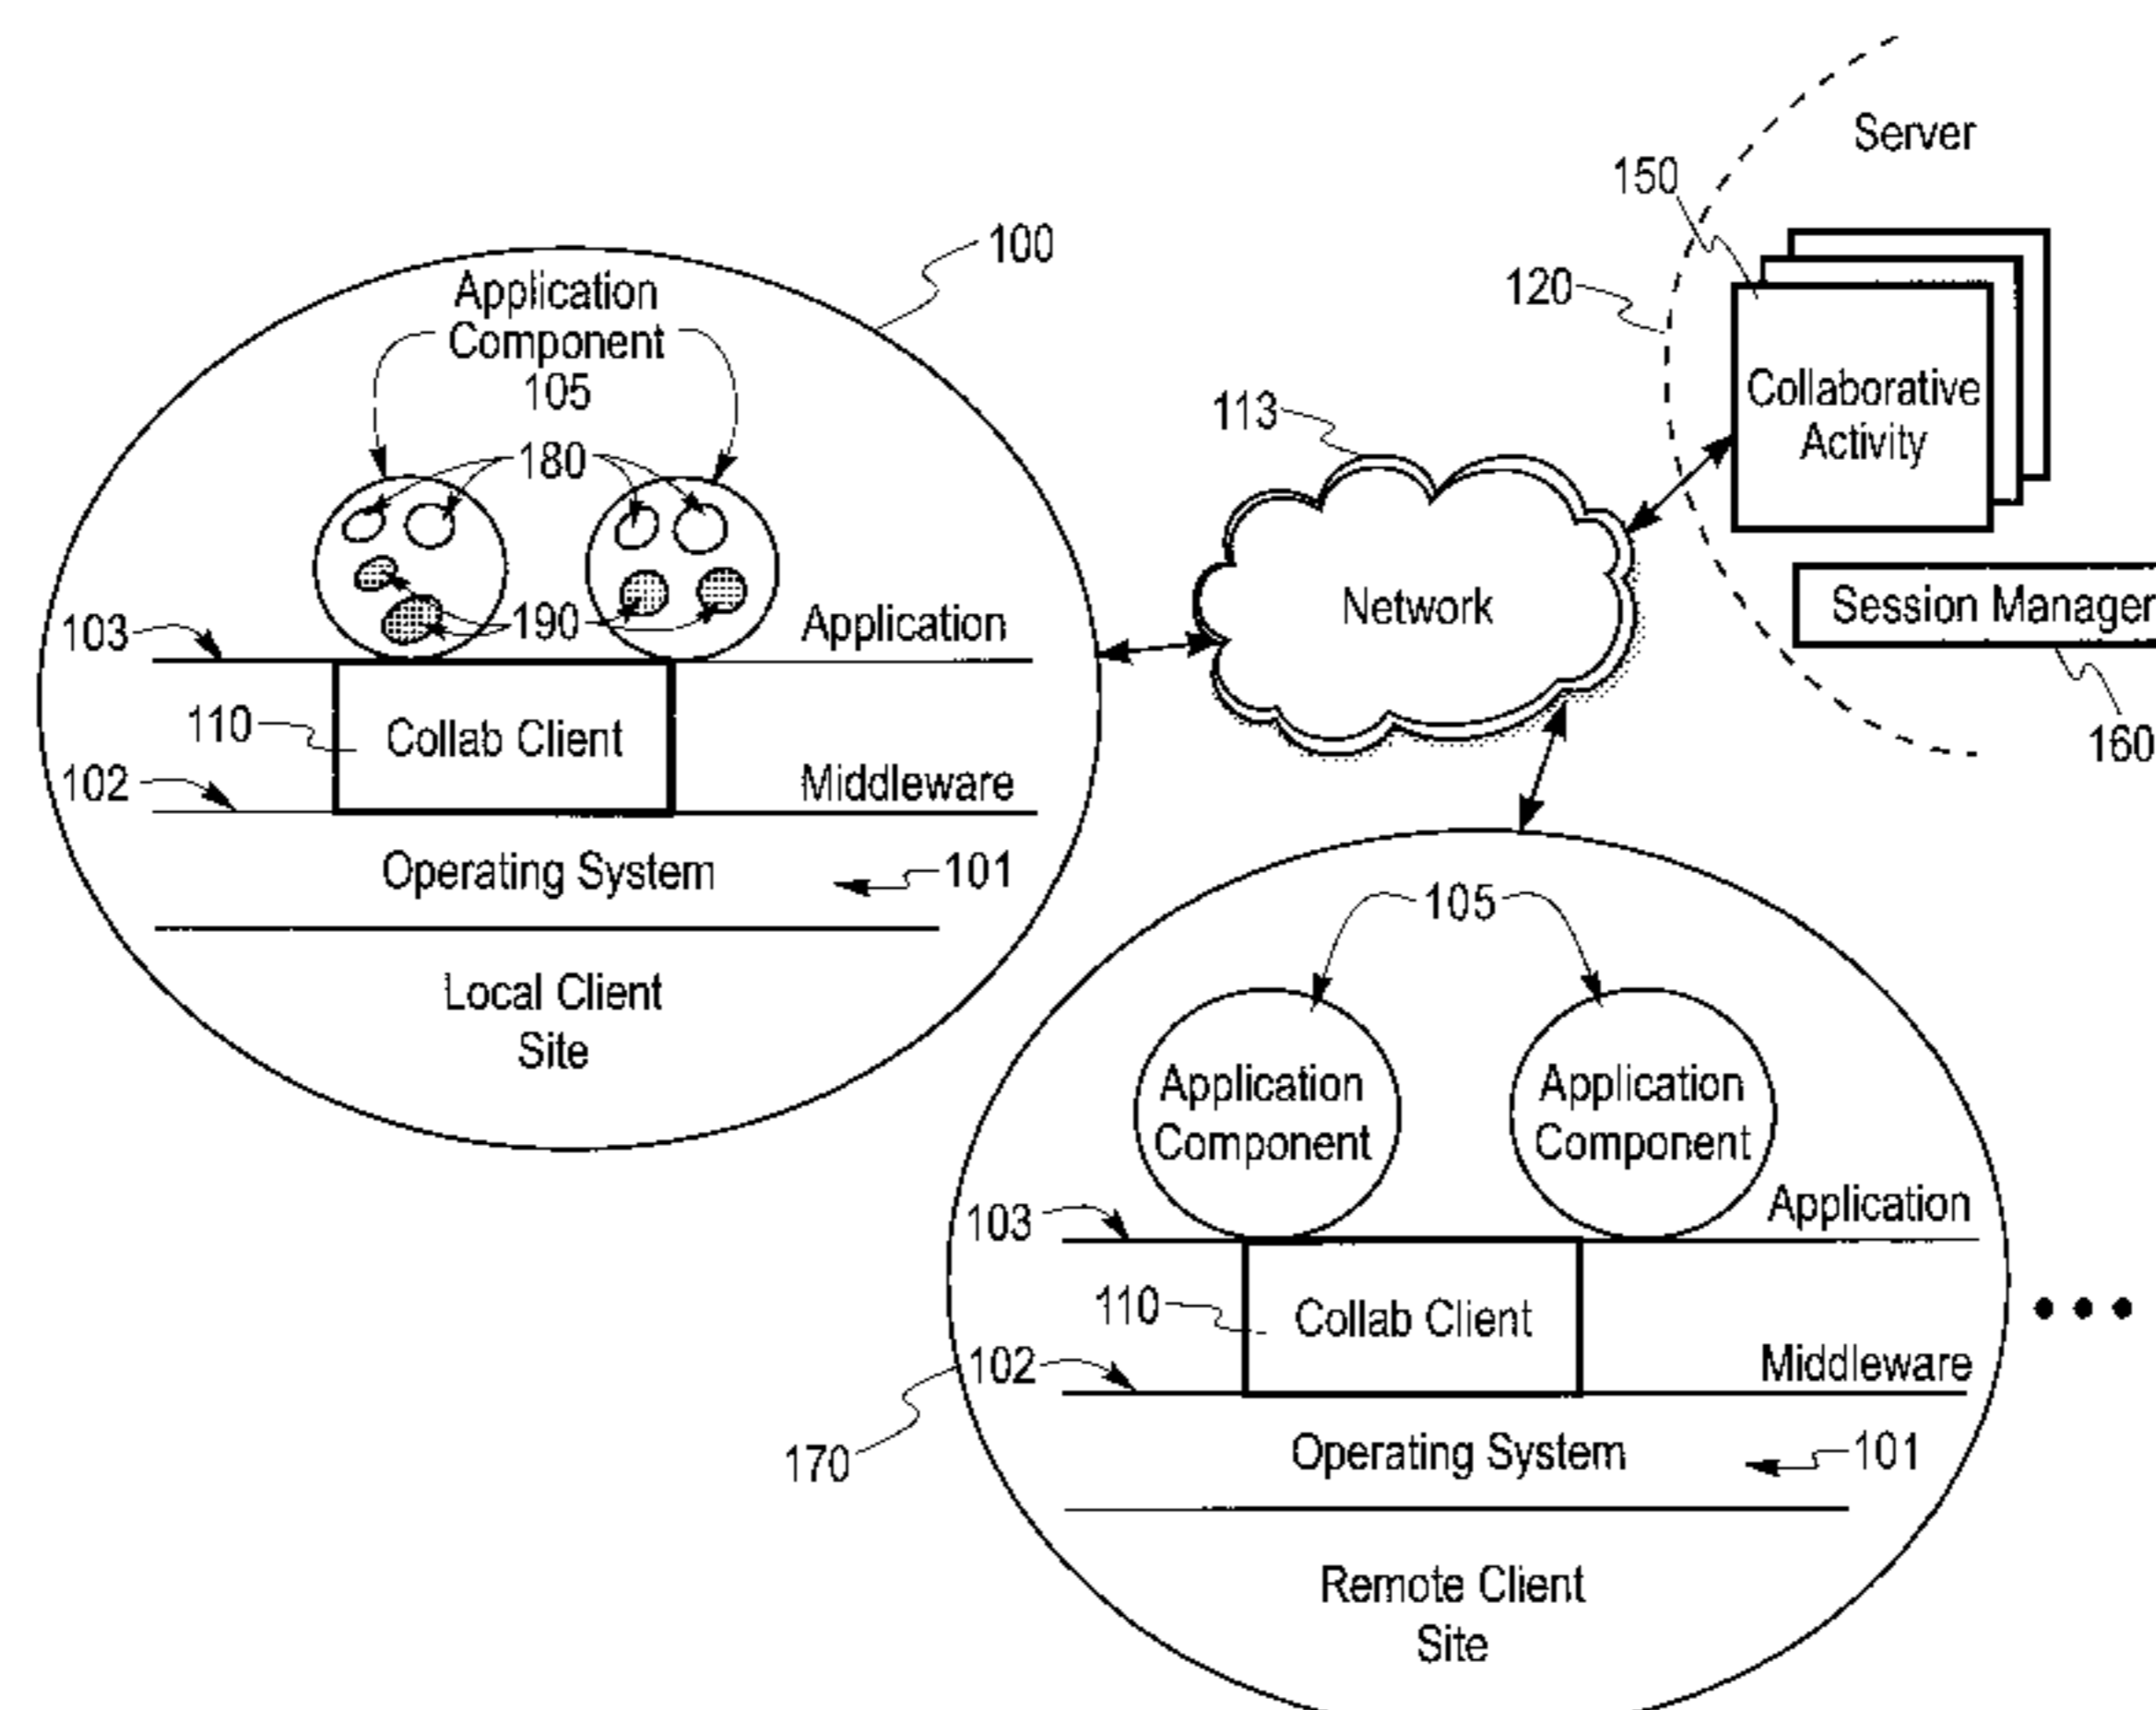 Server
150
100
Application
Component
105
120
Collaborative
Activity
113
180
Network
Session Manager
190
Application
103
110
Collab Client
160
102
Middleware
Operating System
101
105
Local Client
Site
Application
Component
Application
Component
103
Application
110
Collab Client
102
Middleware
170
Operating System
101
Remote Client
Site